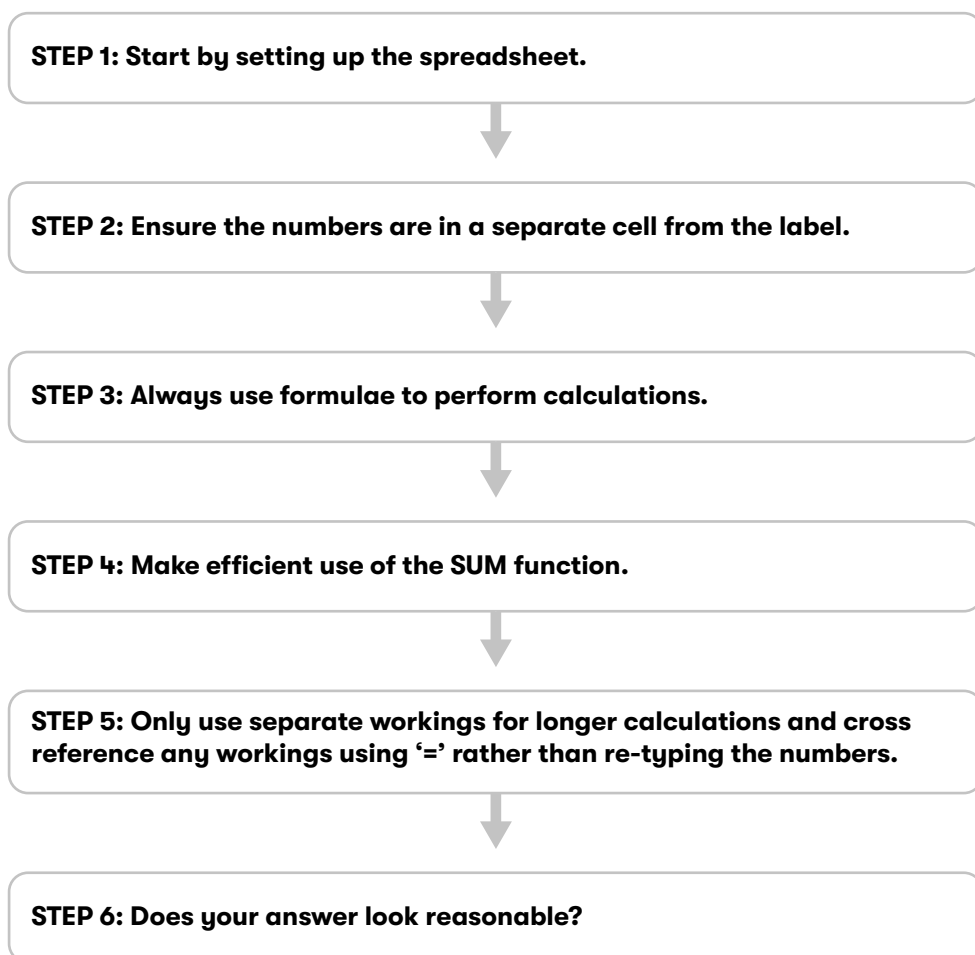 STEP 1: Start by setting up the spreadsheet.
STEP 2: Ensure the numbers are in a separate cell from the label.
STEP 3: Always use formulae to perform calculations.
STEP 4: Make efficient use of the SUM function.
STEP 5: Only use separate workings for longer calculations and cross
reference any workings using ‘=’ rather than re-typing the numbers.
STEP 6: Does your answer look reasonable?